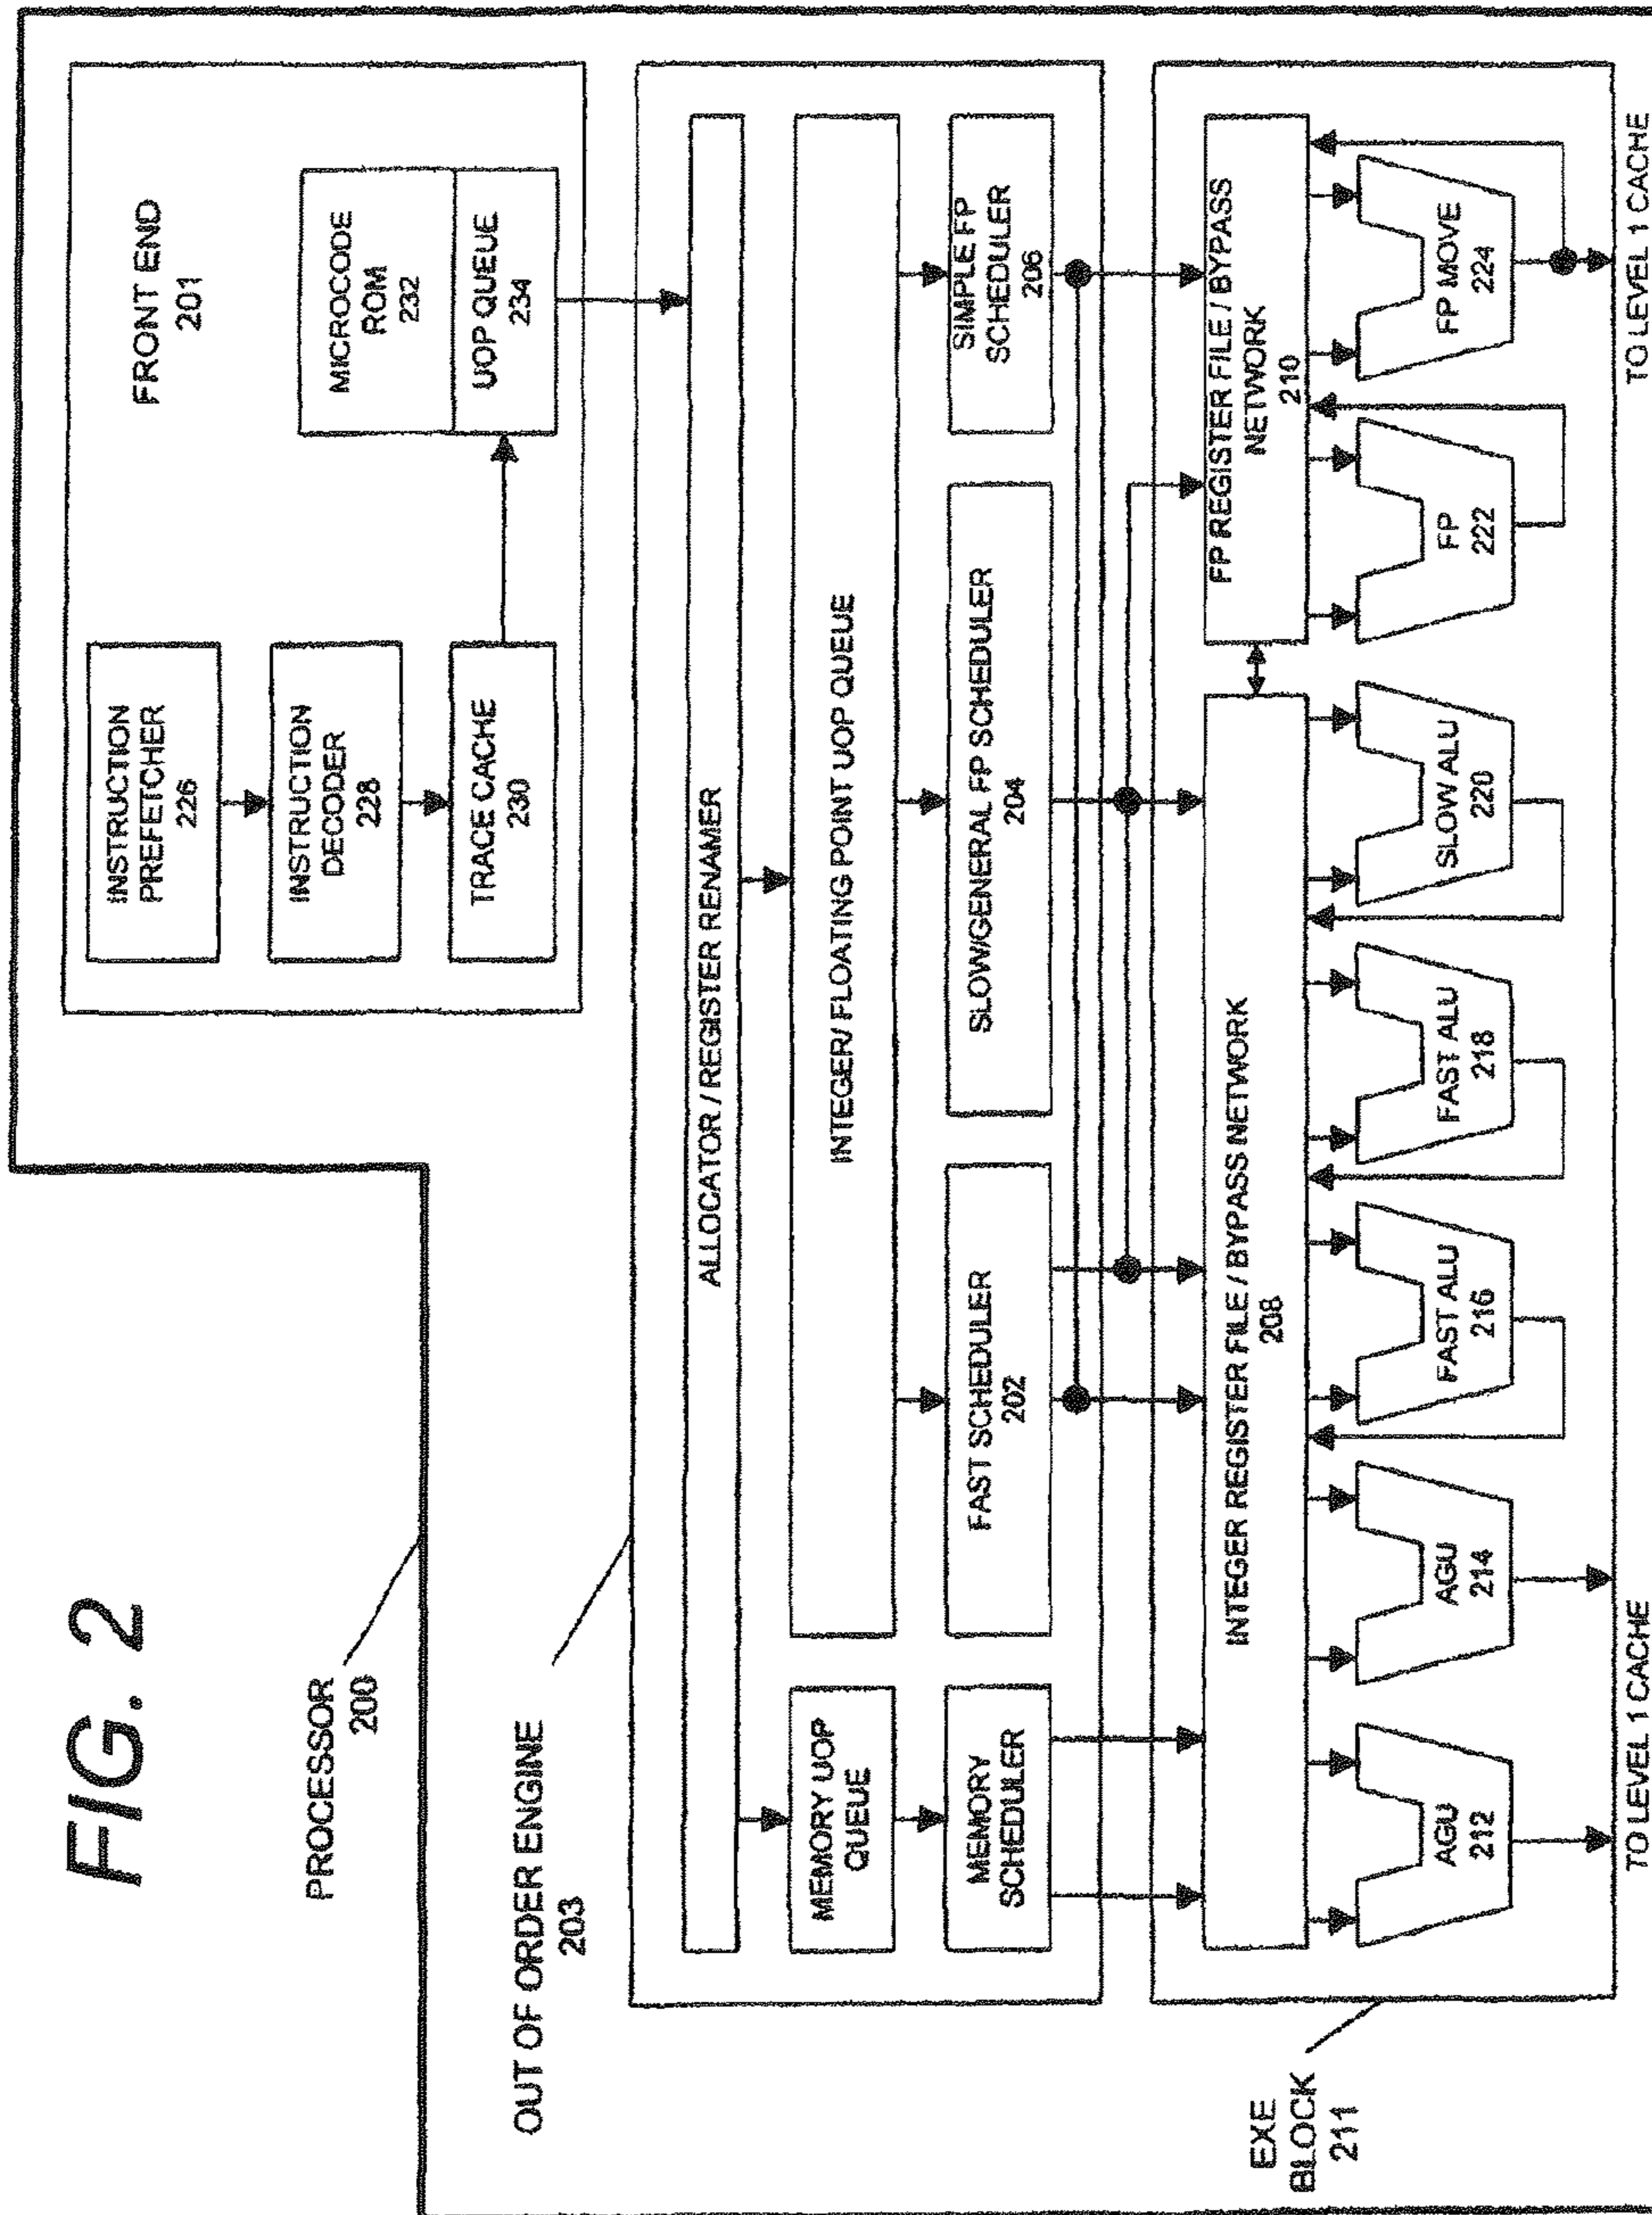 FIG. 2
PROCESSOR
200
FRONT END
201
INSTRUCTION
PREFETCHER
226
INSTRUCTION
DECODER
228
TRACE CACHE
230
MICROCODE
ROM
232
UOP QUEUE
234
OUT OF ORDER ENGINE
203
ALLOCATOR / REGISTER RENAMER
MEMORY UOP
QUEUE
INTEGER/ FLOATING POINT UOP QUEUE
MEMORY
SCHEDULER
FAST SCHEDULER
202
SLOW/GENERAL FP SCHEDULER
204
SIMPLE FP
SCHEDULER
206
EXE
BLOCK
211
INTEGER REGISTER FILE / BYPASS NETWORK
208
FP REGISTER FILE / BYPASS
NETWORK
210
AGU
212
AGU
214
FAST ALU
216
FAST ALU
218
SLOW ALU
220
FP
222
FP MOVE
224
TO LEVEL 1 CACHE
TO LEVEL 1 CACHE